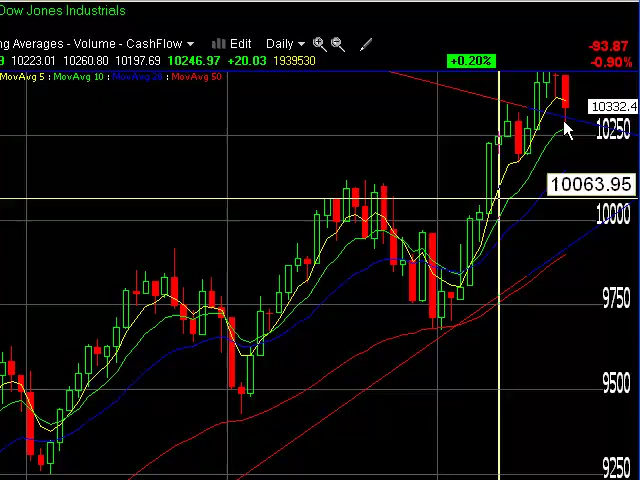 Dow Jones Industrials
ng Averages - Volume - CashFlow Edit Daily
-93.87
9 10223.01 10260.80 10197.69 10246.97 +20.03 1939530 +0.20% -0.90%
MovAvg 5 : MovAvg 10 : MovAvg 20 : MovAvg 50
10332.4
10250
10063.95
10000
9750
9500
9250